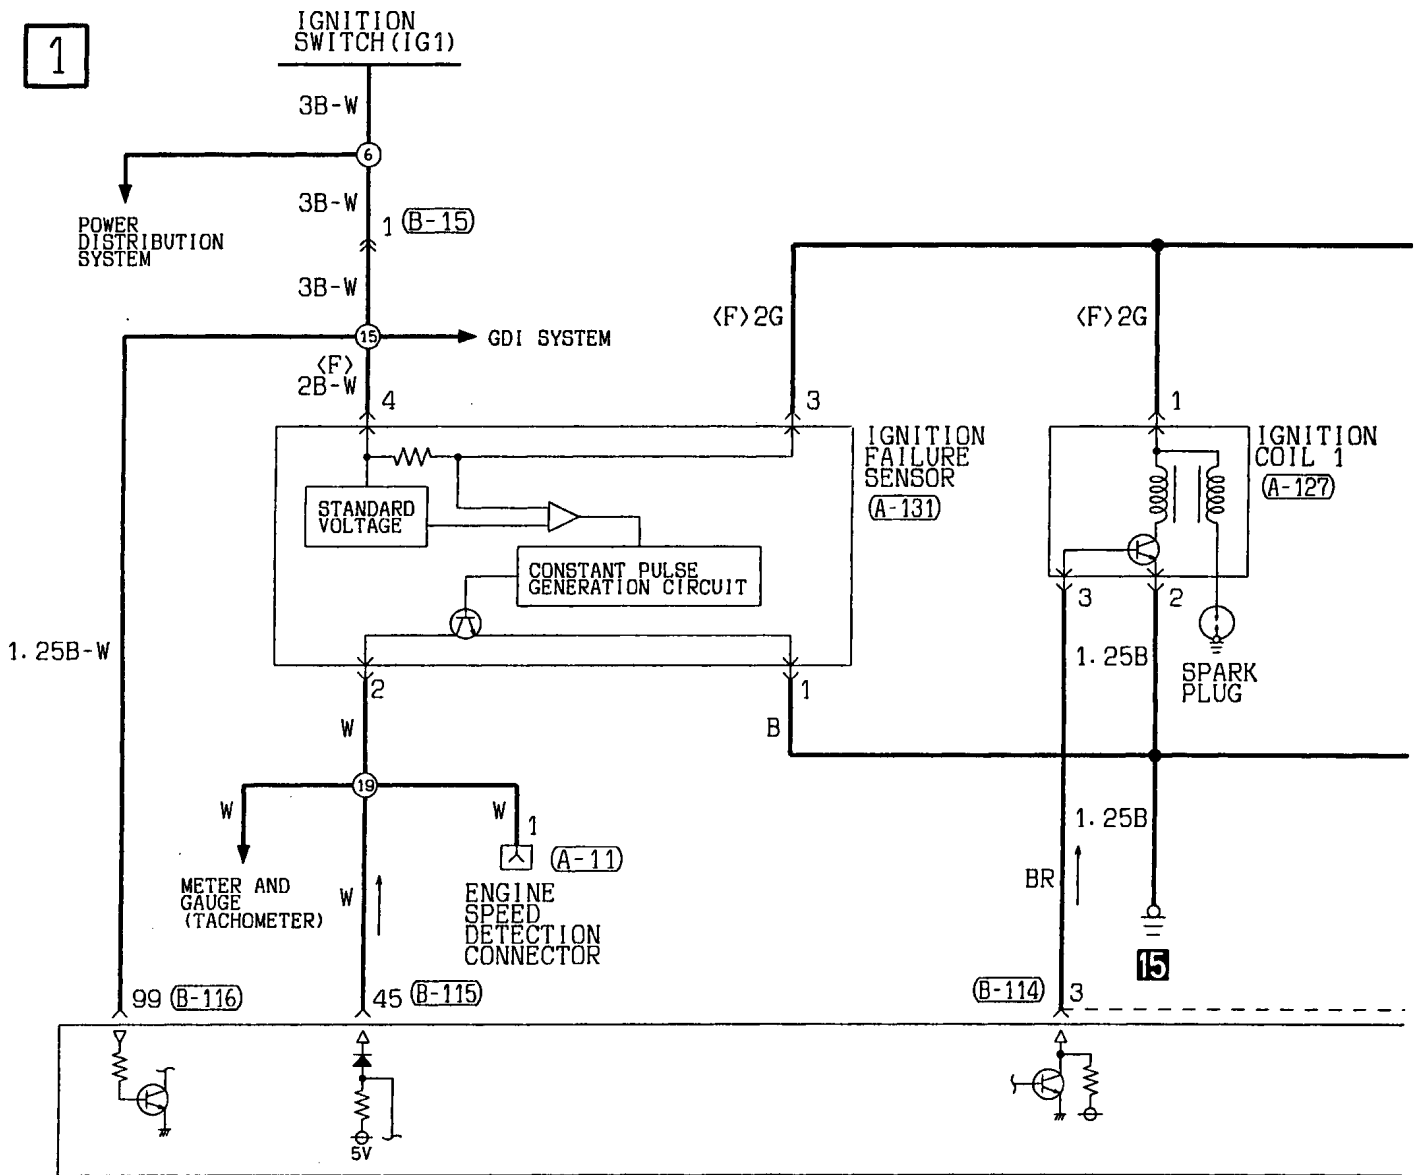 1
IGNITION
SWITCH(IG1)
3B-W
6
3B-W
1 (B-15)
POWER
DISTRIBUTION
SYSTEM
3B-W
<F>2G
<F>2G
15
GDI SYSTEM
<F>
2B-W
4
3
1
IGNITION
FAILURE
SENSOR
A-131
IGNITION
COIL 1
A-127
STANDARD
VOLTAGE
CONSTANT PULSE
GENERATION CIRCUIT
3
2
1.25B-W
1.25B
SPARK
PLUG
2
1
W
B
19
W
W
1
A-11
1.25B
METER AND
GAUGE
(TACHOMETER)
W
ENGINE
SPEED
DETECTION
CONNECTOR
BR
15
99 B-116
45 B-115
B-114 3
5V